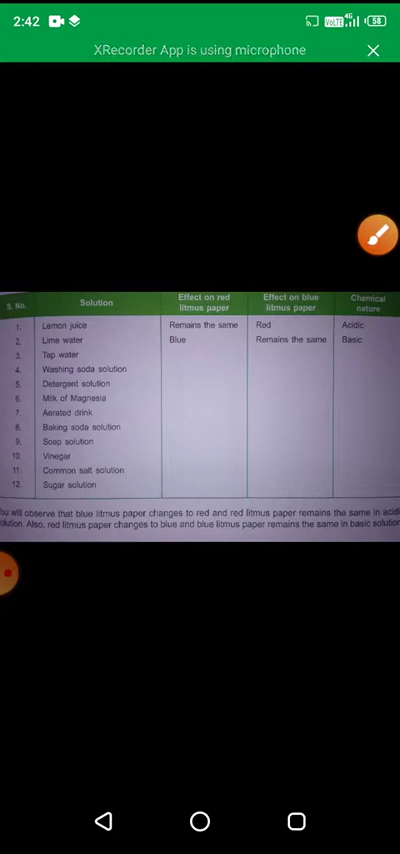 2:42 VoLTE 4G 58
XRecorder App is using microphone
S. No. Solution Effect on red litmus paper Effect on blue litmus paper Chemical nature
1. Lemon juice Remains the same Red Acidic
2. Lime water Blue Remains the same Basic
3. Tap water
4. Washing soda solution
5. Detergent solution
6. Milk of Magnesia
7. Aerated drink
8. Baking soda solution
9. Soap solution
10. Vinegar
11. Common salt solution
12. Sugar solution
You will observe that blue litmus paper changes to red and red litmus paper remains the same in acidi
olution. Also, red litmus paper changes to blue and blue litmus paper remains the same in basic solution